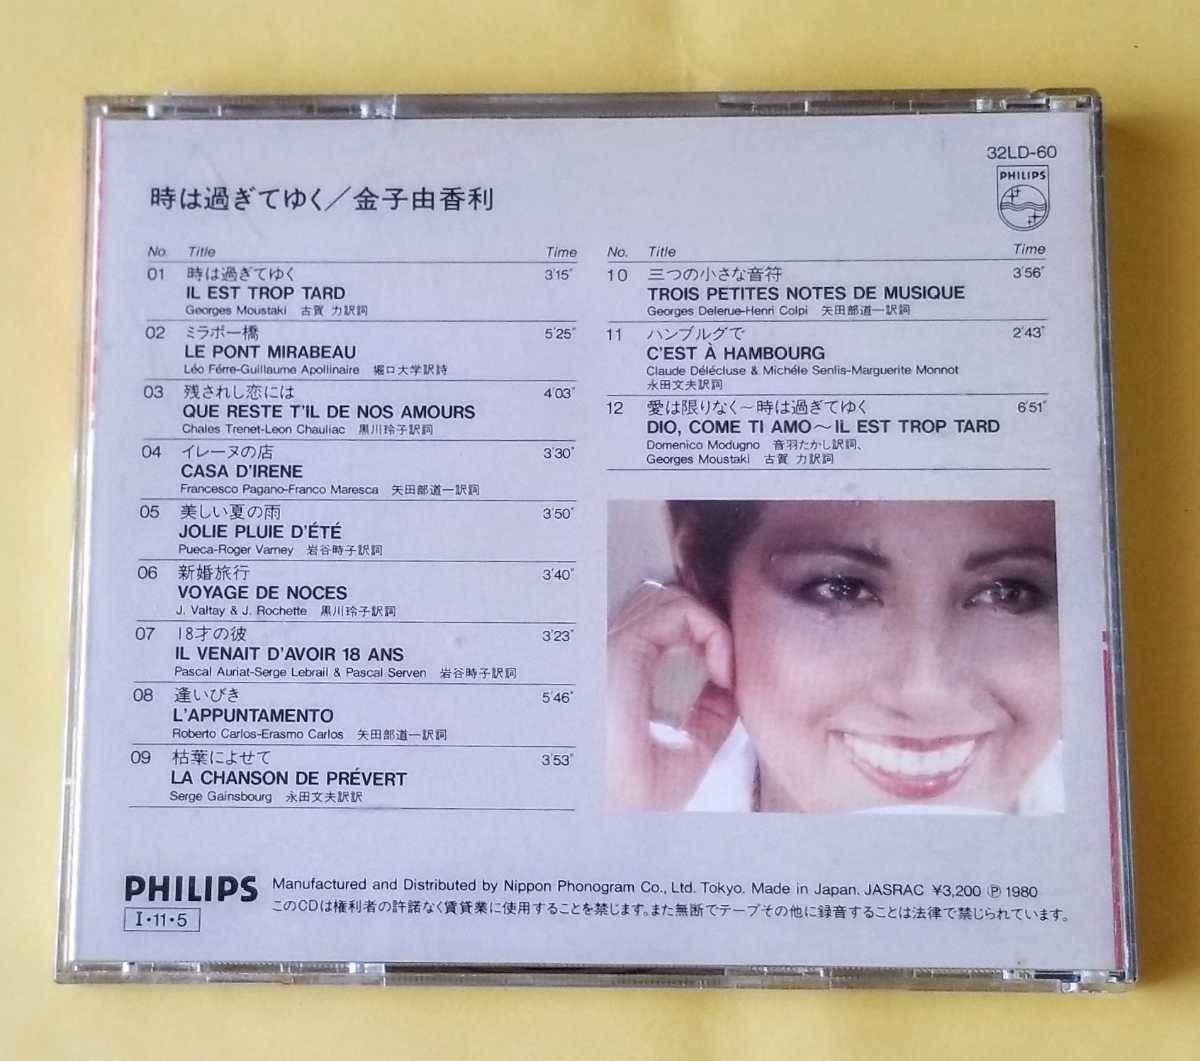 32LD-60
PHILIPS
時は過ぎてゆく／金子由香利
No. Title Time
01 時は過ぎてゆく 3'15"
IL EST TROP TARD
Georges Moustaki 古賀 力訳詞
02 ミラボー橋 5'25"
LE PONT MIRABEAU
Léo Férre-Guillaume Apollinaire 堀口大学訳詩
03 残されし恋には 4'03"
QUE RESTE T'IL DE NOS AMOURS
Chales Trenet-Leon Chauliac 黒川玲子訳詞
04 イレーヌの店 3'30"
CASA D'IRENE
Francesco Pagano-Franco Maresca 矢田部道一訳詞
05 美しい夏の雨 3'50"
JOLIE PLUIE D'ÉTÉ
Pueca-Roger Varney 岩谷時子訳詞
06 新婚旅行 3'40"
VOYAGE DE NOCES
J. Valtay & J. Rochette 黒川玲子訳詞
07 18才の彼 3'23"
IL VENAIT D'AVOIR 18 ANS
Pascal Auriat-Serge Lebrail & Pascal Serven 岩谷時子訳詞
08 逢いびき 5'46"
L'APPUNTAMENTO
Roberto Carlos-Erasmo Carlos 矢田部道一訳詞
09 枯葉によせて 3'53"
LA CHANSON DE PRÉVERT
Serge Gainsbourg 永田文夫訳訳
No. Title Time
10 三つの小さな音符 3'56"
TROIS PETITES NOTES DE MUSIQUE
Georges Delerue-Henri Colpi 矢田部道一訳詞
11 ハンブルグで 2'43"
C'EST À HAMBOURG
Claude Délécluse & Michéle Senlis-Marguerite Monnot
永田文夫訳詞
12 愛は限りなく〜時は過ぎてゆく 6'51"
DIO, COME TI AMO〜IL EST TROP TARD
Domenico Modugno 音羽たかし訳詞、
Georges Moustaki 古賀 力訳詞
PHILIPS
I・11・5
Manufactured and Distributed by Nippon Phonogram Co., Ltd. Tokyo. Made in Japan. JASRAC ¥3,200 Ⓟ 1980
このCDは権利者の許諾なく賃貸業に使用することを禁じます。また無断でテープその他に録音することは法律で禁じられています。